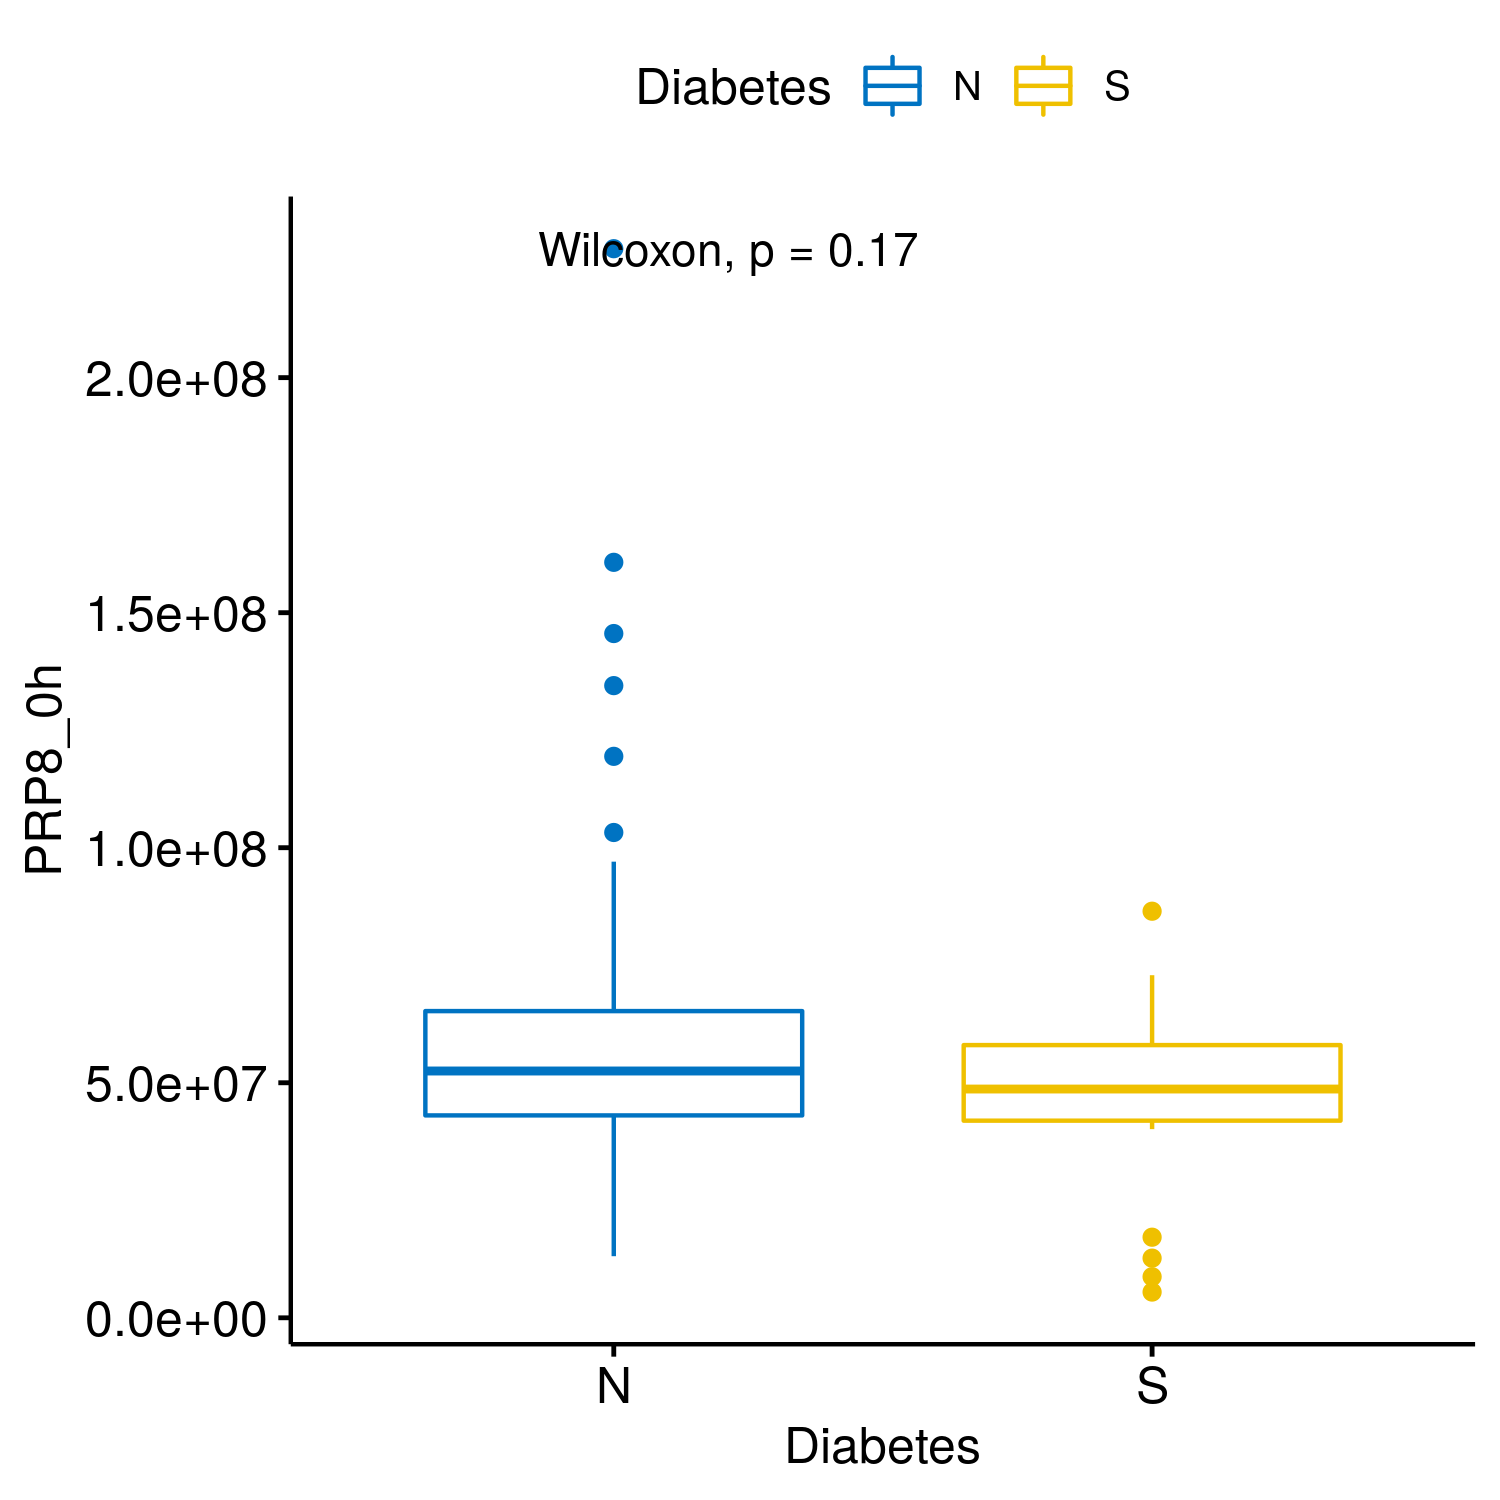 Diabetes N S
Wilcoxon, p = 0.17
2.0e+08
1.5e+08
1.0e+08
5.0e+07
0.0e+00
PRP8_0h
N S
Diabetes